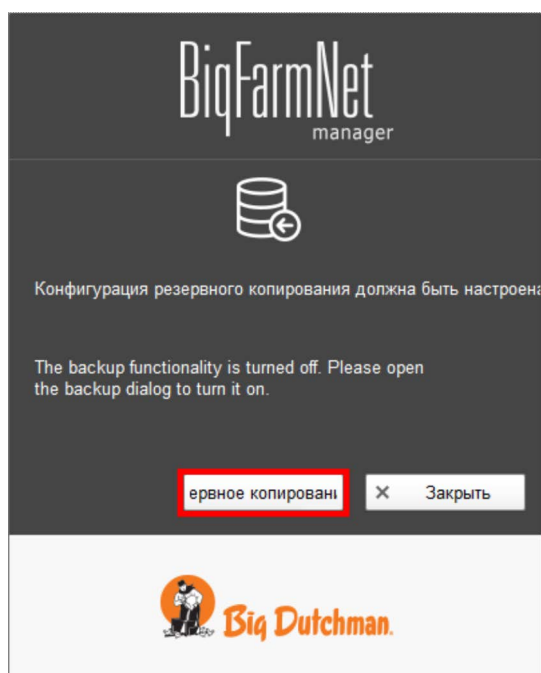 BigFarmNet
manager
Конфигурация резервного копирования должна быть настроена
The backup functionality is turned off. Please open
the backup dialog to turn it on.
ервное копировани
Закрыть
Big Dutchman.